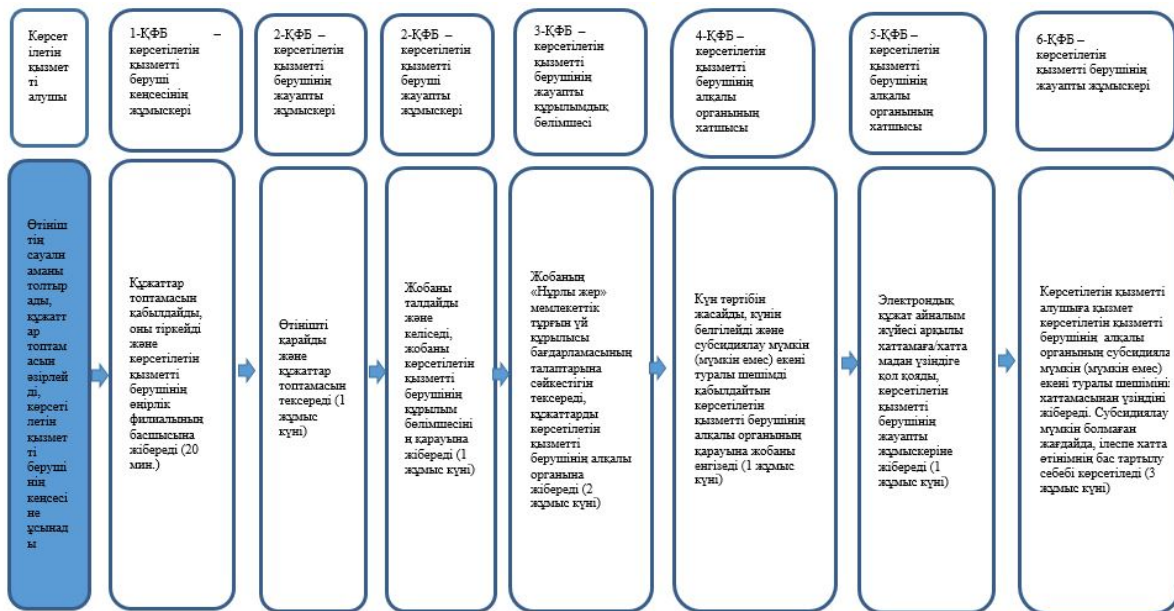 Көрсет
ілетін
қызмет
ті
алушы
1-ҚФБ –
көрсетілетін
қызметті
беруші
кеңсесінің
жұмыскері
2-ҚФБ –
көрсетілетін
қызметті
берушінің
жауапты
жұмыскері
2-ҚФБ –
көрсетілетін
қызметті
беруші
жауапты
жұмыскері
3-ҚФБ –
көрсетілетін
қызметті
берушінің
жауапты
құрылымдық
бөлімшесі
4-ҚФБ –
көрсетілетін
қызметті
берушінің
алқалы
органының
хатшысы
5-ҚФБ –
көрсетілетін
қызметті
берушінің
алқалы
органының
хатшысы
6-ҚФБ –
көрсетілетін
қызметті берушінің
жауапты жұмыскері
Өтініш
тің
сауалн
аманы
толтыр
ады,
құжатт
ар
топтам
асын
әзірлей
ді,
көрсеті
летін
қызмет
ті
беруші
нің
кеңсесі
не
ұсынад
ы
Құжаттар
топтамасын
қабылдайды,
оны тіркейді
және
көрсетілетін
қызметті
берушінің
өңірлік
филиалының
басшысына
жібереді (20
мин.)
Өтінішті
қарайды
және
құжаттар
топтамасын
тексереді (1
жұмыс
күні)
Жобаны
талдайды
және
келіседі,
жобаны
көрсетілетін
қызметті
берушінің
құрылым
бөлімшесіні
ң қарауына
жібереді (1
жұмыс күні)
Жобаның
«Нұрлы жер»
мемлекеттік
тұрғын үй
құрылысы
бағдарламасының
талаптарына
сәйкестігін
тексереді,
құжаттарды
көрсетілетін
қызметті
берушінің алқалы
органына
жібереді (2
жұмыс күні)
Күн тәртібін
жасайды, күнін
белгілейді және
субсидиялау мүмкін
(мүмкін емес) екені
туралы шешімді
қабылдайтын
көрсетілетін
қызметті берушінің
алқалы органының
қарауына жобаны
енгізеді (1 жұмыс
күні)
Электрондық
құжат айналым
жүйесі арқылы
хаттамаға/хатта
мадан үзіндіге
қол қояды,
көрсетілетін
қызметті
берушінің
жауапты
жұмыскеріне
жібереді (1
жұмыс күні)
Көрсетілетін қызметті
алушыға қызмет
көрсетілетін қызметті
берушінің алқалы
органының субсидияла
мүмкін (мүмкін емес)
екені туралы шешіміні
хаттамасынан үзіндіні
жібереді. Субсидиялау
мүмкін болмаған
жағдайда, ілеспе хатта
өтінімнің бас тартылу
себебі көрсетіледі (3
жұмыс күні)